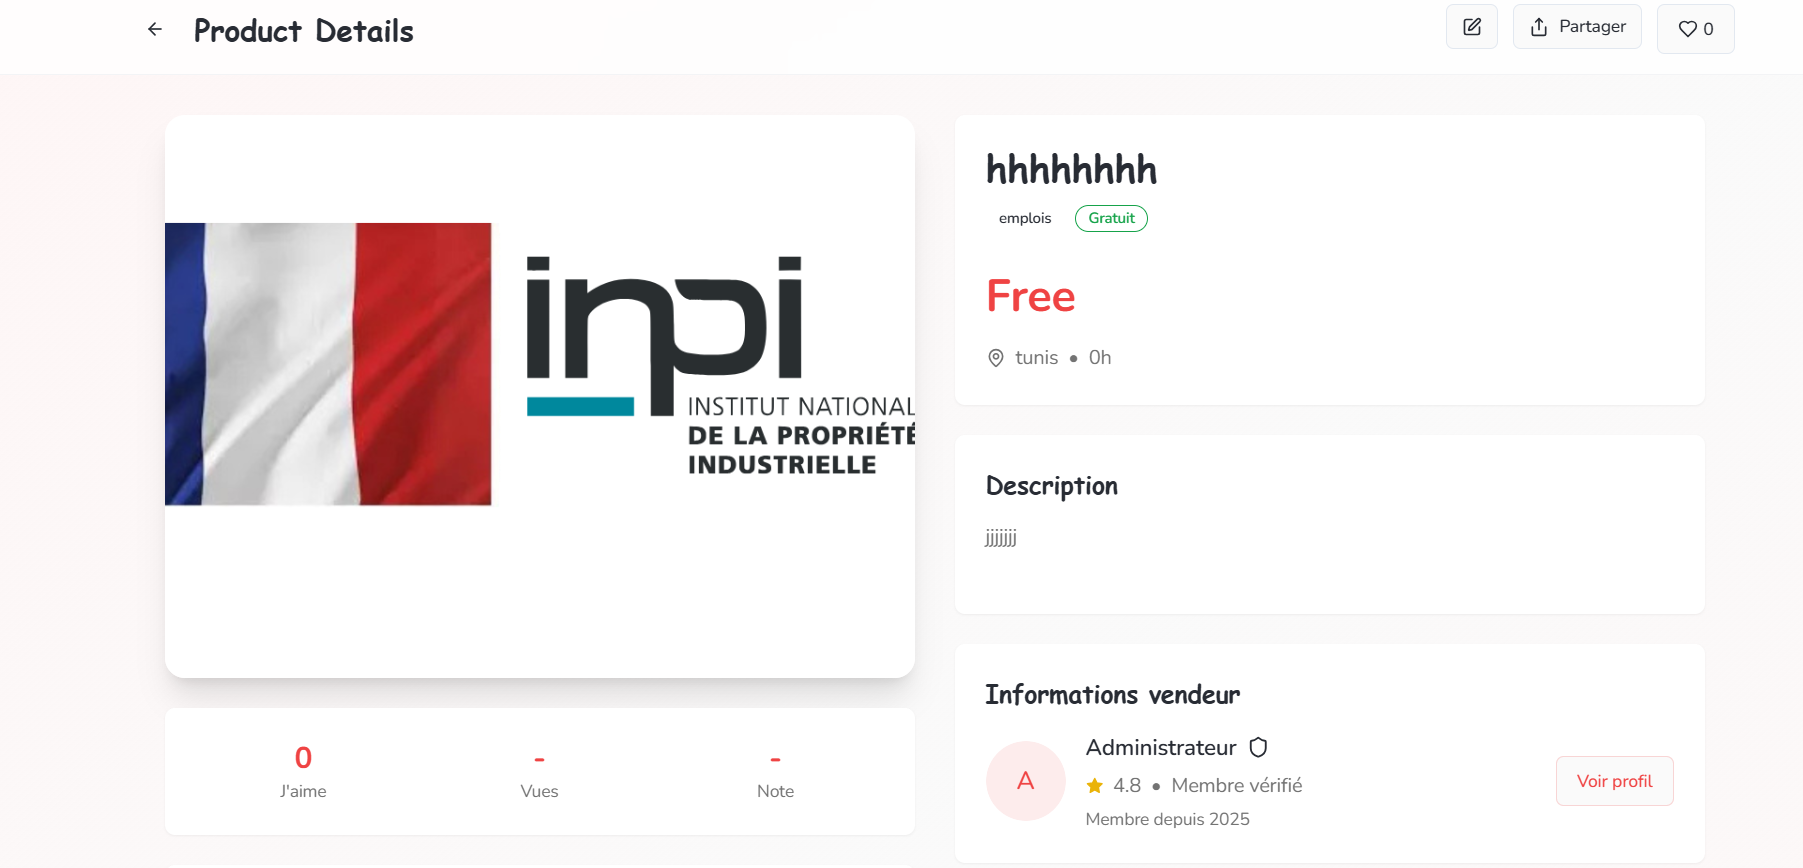 Product Details
Partager
0
inpi
INSTITUT NATIONAL
DE LA PROPRIÉTÉ
INDUSTRIELLE
0
J'aime
-
Vues
-
Note
hhhhhhhh
emplois
Gratuit
Free
tunis • 0h
Description
jjjjjjj
Informations vendeur
A
Administrateur
4.8 • Membre vérifié
Membre depuis 2025
Voir profil